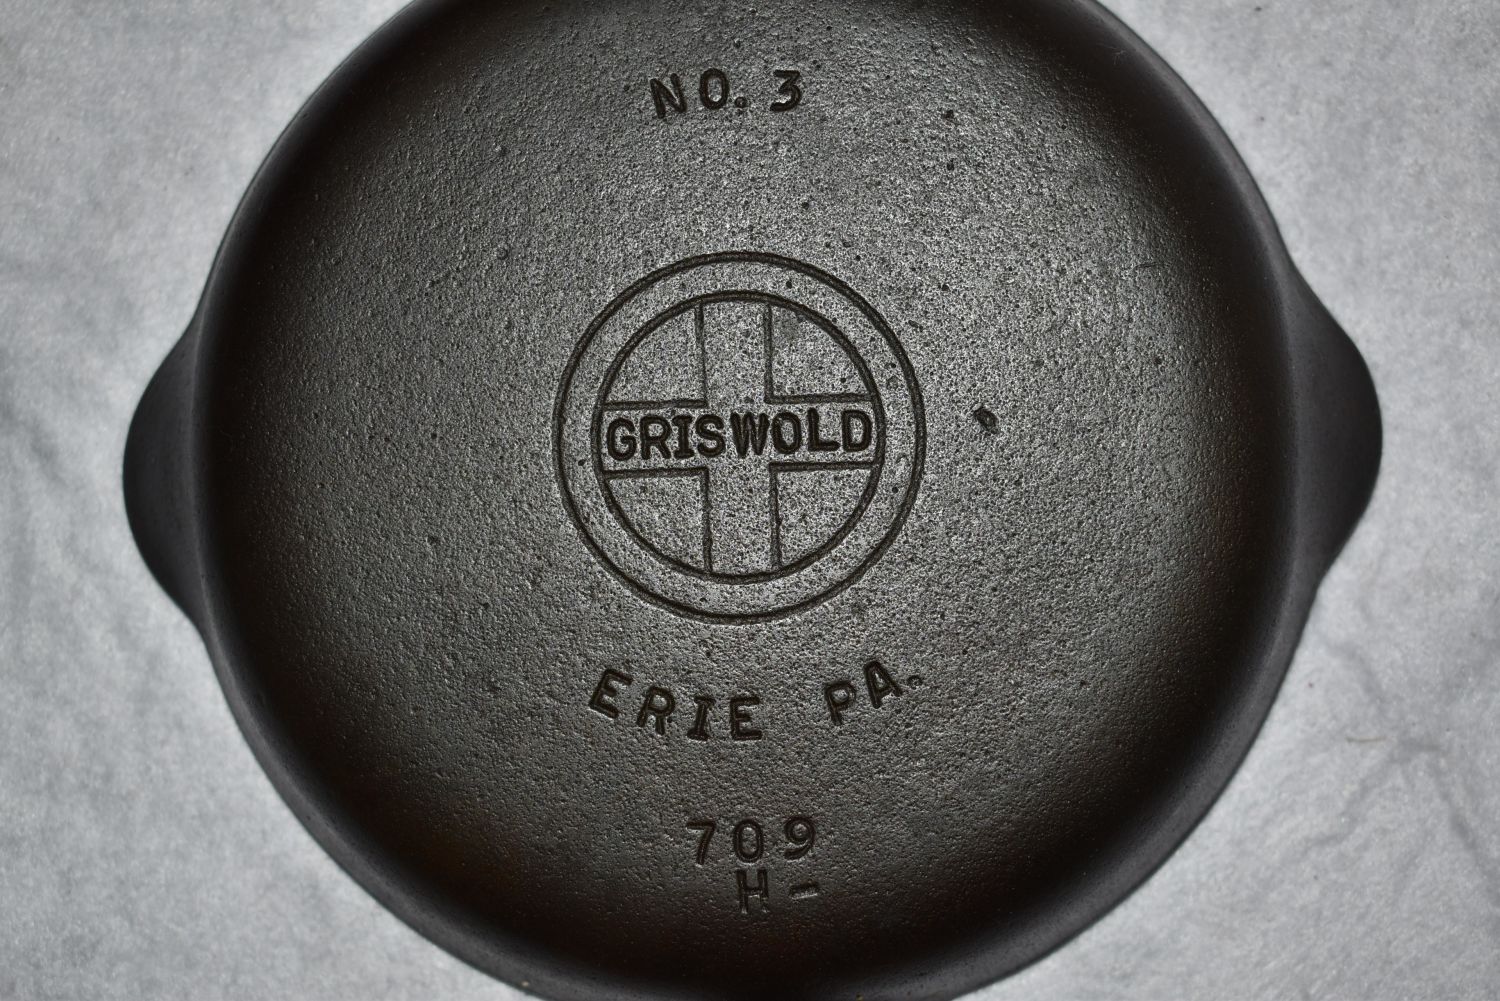 NO. 3
GRISWOLD
ERIE PA.
709
H -